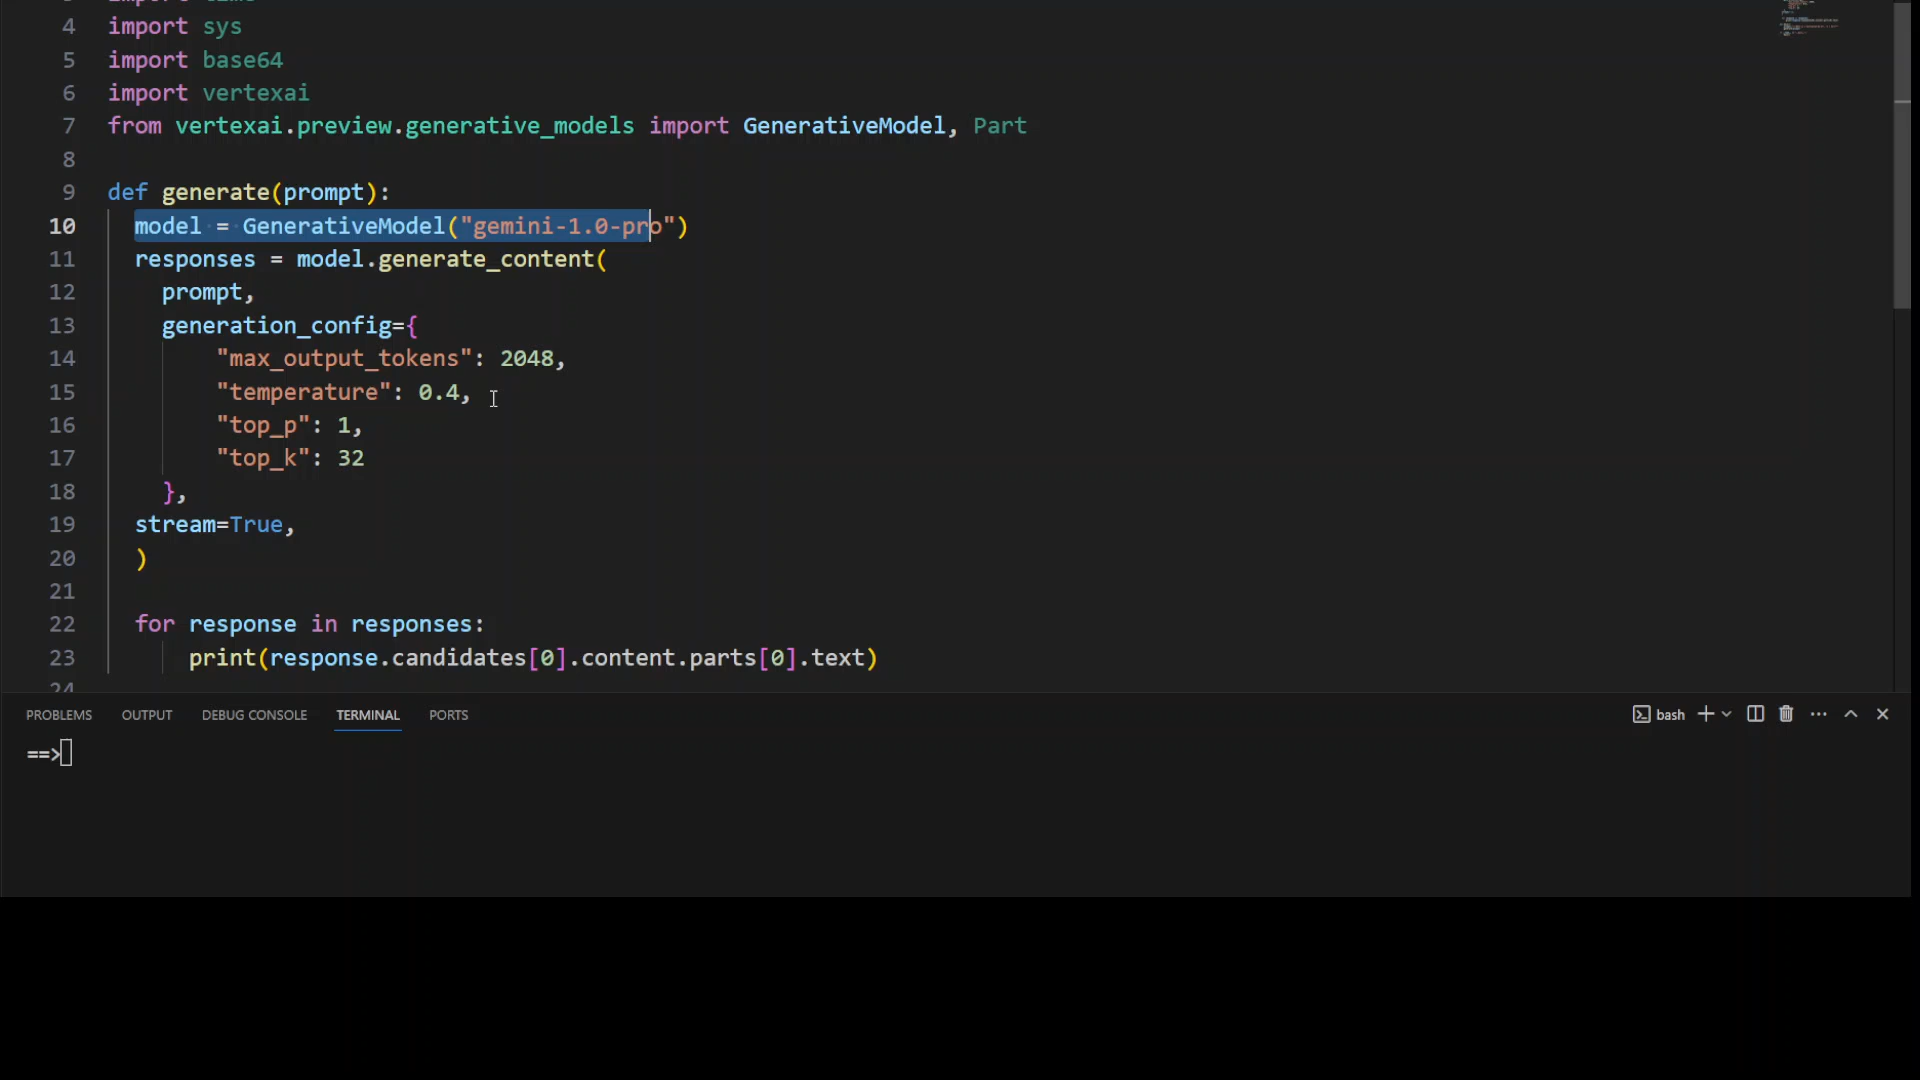 4 import sys
5 import base64
6 import vertexai
7 from vertexai.preview.generative_models import GenerativeModel, Part
8
9 def generate(prompt):
10 model = GenerativeModel("gemini-1.0-pro")
11 responses = model.generate_content(
12 prompt,
13 generation_config={
14 "max_output_tokens": 2048,
15 "temperature": 0.4,
16 "top_p": 1,
17 "top_k": 32
18 },
19 stream=True,
20 )
21
22 for response in responses:
23 print(response.candidates[0].content.parts[0].text)
24
PROBLEMS OUTPUT DEBUG CONSOLE TERMINAL PORTS bash
==>